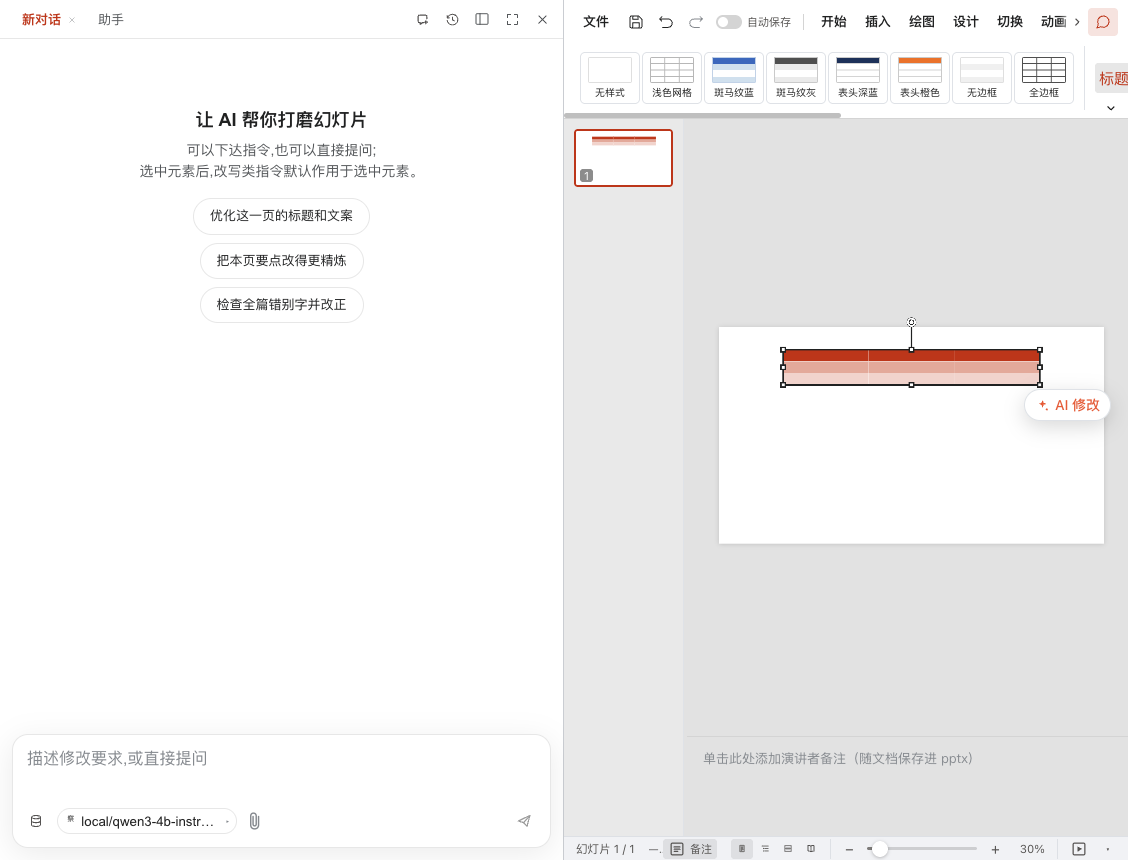 新对话 × 助手
让 AI 帮你打磨幻灯片
可以下达指令,也可以直接提问;
选中元素后,改写类指令默认作用于选中元素。
优化这一页的标题和文案
把本页要点改得更精炼
检查全篇错别字并改正
描述修改要求,或直接提问
local/qwen3-4b-instr...
文件 自动保存 开始 插入 绘图 设计 切换 动画
无样式 浅色网格 斑马纹蓝 斑马纹灰 表头深蓝 表头橙色 无边框 全边框
标题
1
AI 修改
单击此处添加演讲者备注（随文档保存进 pptx）
幻灯片 1 / 1 备注 30%